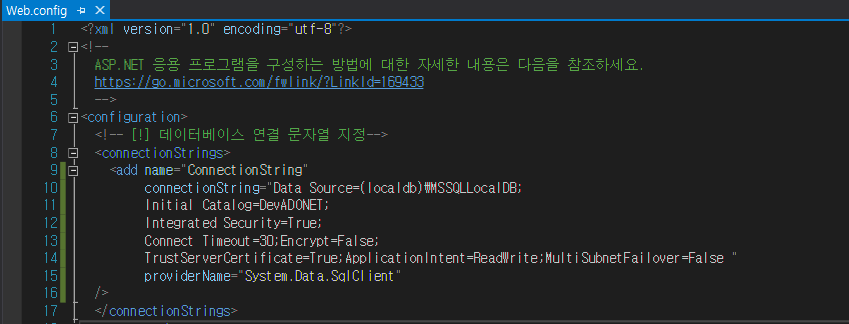 Web.config
1 <?xml version="1.0" encoding="utf-8"?>
2 <!--
3 ASP.NET 응용 프로그램을 구성하는 방법에 대한 자세한 내용은 다음을 참조하세요.
4 https://go.microsoft.com/fwlink/?LinkId=169433
5 -->
6 <configuration>
7 <!-- [!] 데이터베이스 연결 문자열 지정-->
8 <connectionStrings>
9 <add name="ConnectionString"
10 connectionString="Data Source=(localdb)₩MSSQLLocalDB;
11 Initial Catalog=DevADONET;
12 Integrated Security=True;
13 Connect Timeout=30;Encrypt=False;
14 TrustServerCertificate=True;ApplicationIntent=ReadWrite;MultiSubnetFailover=False "
15 providerName="System.Data.SqlClient"
16 />
17 </connectionStrings>